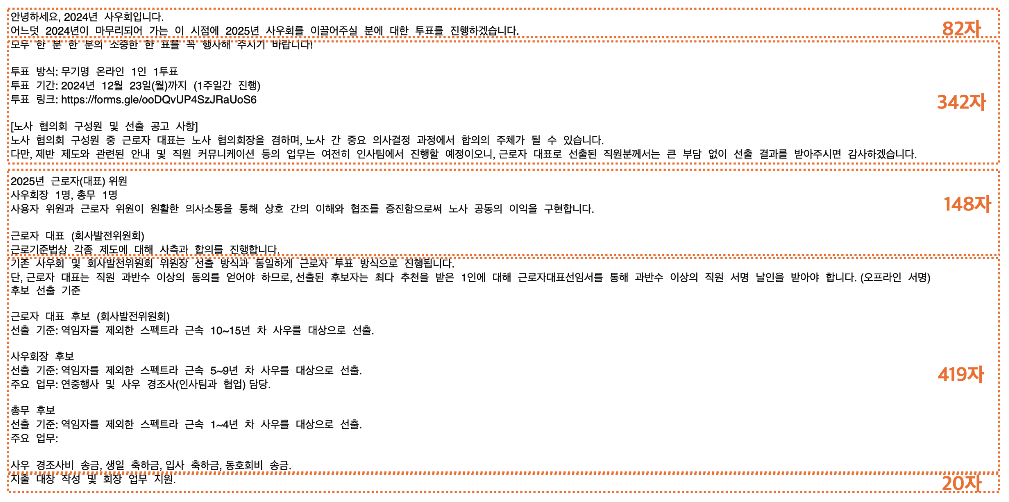 안녕하세요, 2024년 사우회입니다.
어느덧 2024년이 마무리되어 가는 이 시점에 2025년 사우회를 이끌어주실 분에 대한 투표를 진행하겠습니다.
82자
모두 한 분 한 분의 소중한 한 표를 꼭 행사해 주시기 바랍니다!
투표 방식: 무기명 온라인 1인 1투표
투표 기간: 2024년 12월 23일(월)까지 (1주일간 진행)
투표 링크: https://forms.gle/ooDQvUP4SzJRaUoS6
342자
[노사 협의회 구성원 및 선출 공고 사항]
노사 협의회 구성원 중 근로자 대표는 노사 협의회장을 겸하며, 노사 간 중요 의사결정 과정에서 합의의 주체가 될 수 있습니다.
다만, 제반 제도와 관련된 안내 및 직원 커뮤니케이션 등의 업무는 여전히 인사팀에서 진행할 예정이오니, 근로자 대표로 선출된 직원분께서는 큰 부담 없이 선출 결과를 받아주시면 감사하겠습니다.
2025년 근로자(대표) 위원
사우회장 1명, 총무 1명
사용자 위원과 근로자 위원이 원활한 의사소통을 통해 상호 간의 이해와 협조를 증진함으로써 노사 공동의 이익을 구현합니다.
148자
근로자 대표 (회사발전위원회)
근로기준법상 각종 제도에 대해 사측과 합의를 진행합니다.
기존 사우회 및 회사발전위원회 위원장 선출 방식과 동일하게 근로자 투표 방식으로 진행됩니다.
단, 근로자 대표는 직원 과반수 이상의 동의를 얻어야 하므로, 선출된 후보자는 최다 추천을 받은 1인에 대해 근로자대표선임서를 통해 과반수 이상의 직원 서명 날인을 받아야 합니다. (오프라인 서명)
후보 선출 기준
근로자 대표 후보 (회사발전위원회)
선출 기준: 역임자를 제외한 스펙트라 근속 10~15년 차 사우를 대상으로 선출.
사우회장 후보
선출 기준: 역임자를 제외한 스펙트라 근속 5~9년 차 사우를 대상으로 선출.
주요 업무: 연중행사 및 사우 경조사(인사팀과 협업) 담당.
419자
총무 후보
선출 기준: 역임자를 제외한 스펙트라 근속 1~4년 차 사우를 대상으로 선출.
주요 업무:
사우 경조사비 송금, 생일 축하금, 입사 축하금, 동호회비 송금.
지출 대장 작성 및 회장 업무 지원.
20자